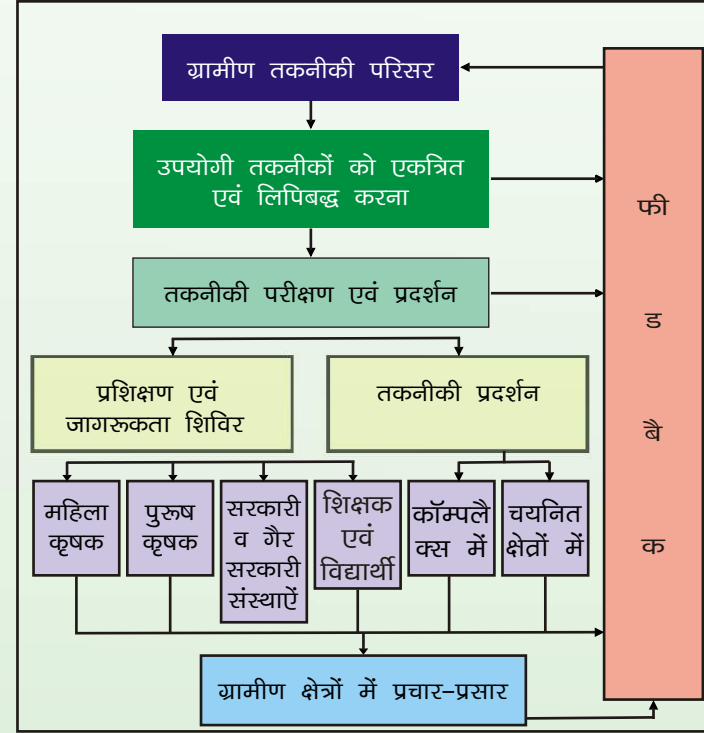 ग्रामीण तकनीकी परिसर
उपयोगी तकनीकों को एकत्रित
एवं लिपिबद्ध करना
तकनीकी परीक्षण एवं प्रदर्शन
प्रशिक्षण एवं
जागरूकता शिविर
तकनीकी प्रदर्शन
महिला
कृषक
पुरूष
कृषक
सरकारी
व गैर
सरकारी
संस्थाऐं
शिक्षक
एवं
विद्यार्थी
कॉम्पलै
क्स में
चयनित
क्षेत्रों में
ग्रामीण क्षेत्रों में प्रचार-प्रसार
फी
ड
बै
क